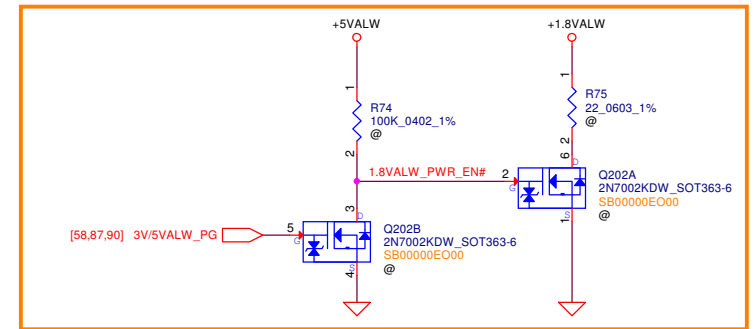 +5VALW
+1.8VALW
1
R74
100K_0402_1%
@
2
1
R75
22_0603_1%
@
2
1.8VALW_PWR_EN#
2
G
6
D
S
1
Q202A
2N7002KDW_SOT363-6
SB00000EO00
@
[58,87,90] 3V/5VALW_PG
5
G
3
D
S
4
Q202B
2N7002KDW_SOT363-6
SB00000EO00
@